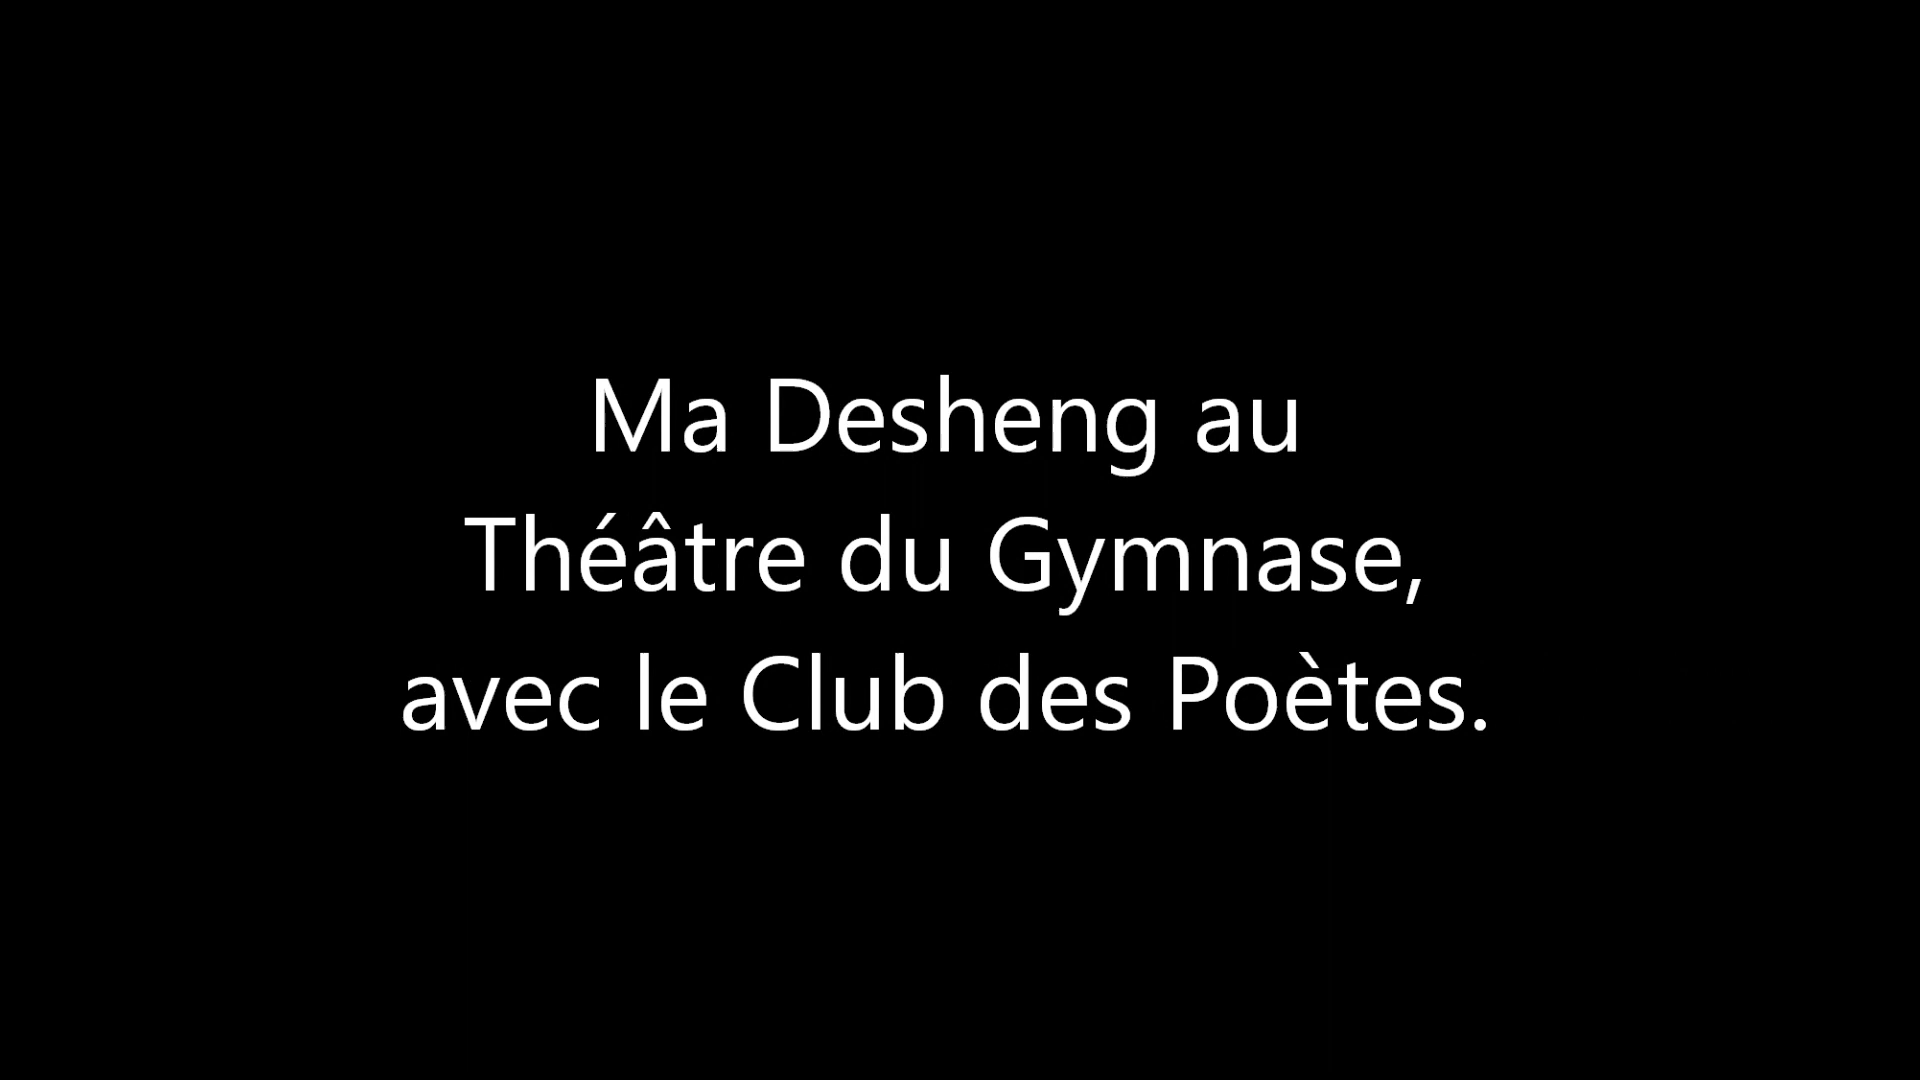 Ma Desheng au
Théâtre du Gymnase,
avec le Club des Poètes.